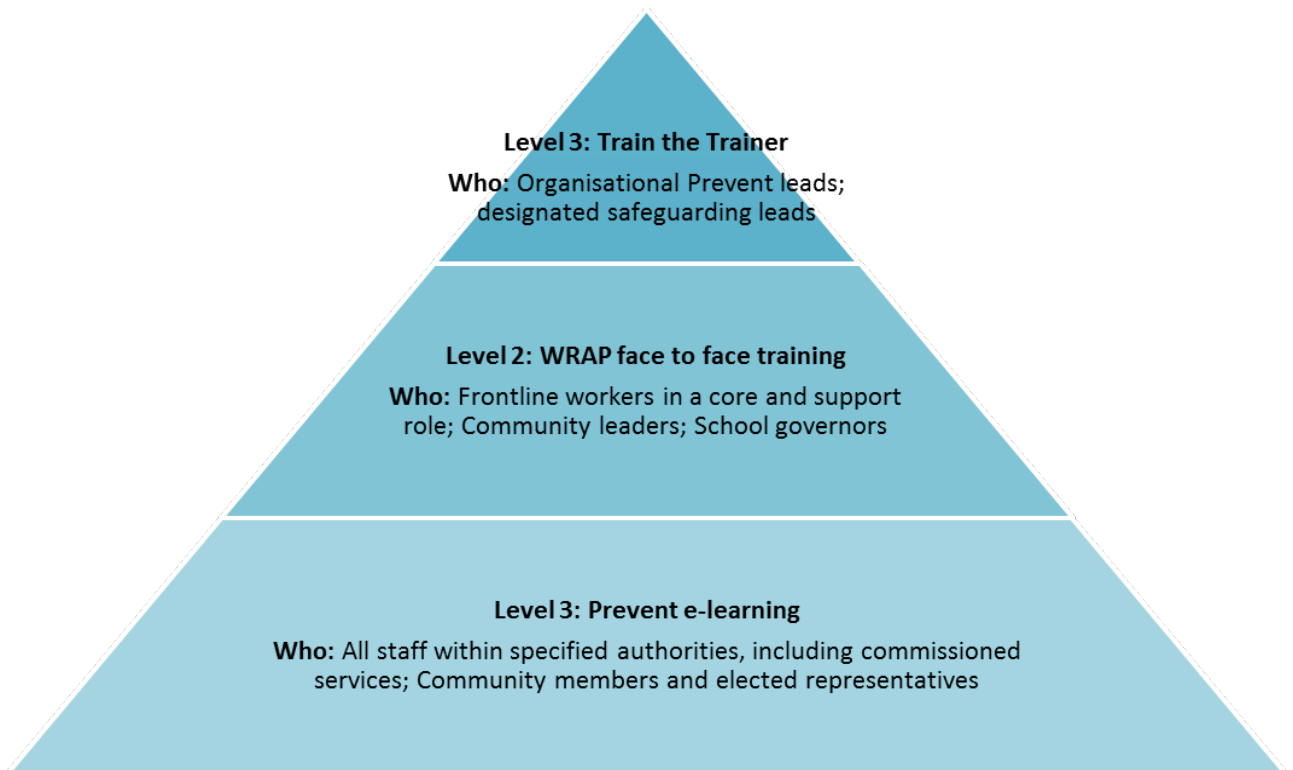 Level 3: Train the Trainer
Who: Organisational Prevent leads;
designated safeguarding leads
Level 2: WRAP face to face training
Who: Frontline workers in a core and support
role; Community leaders; School governors
Level 3: Prevent e-learning
Who: All staff within specified authorities, including commissioned
services; Community members and elected representatives